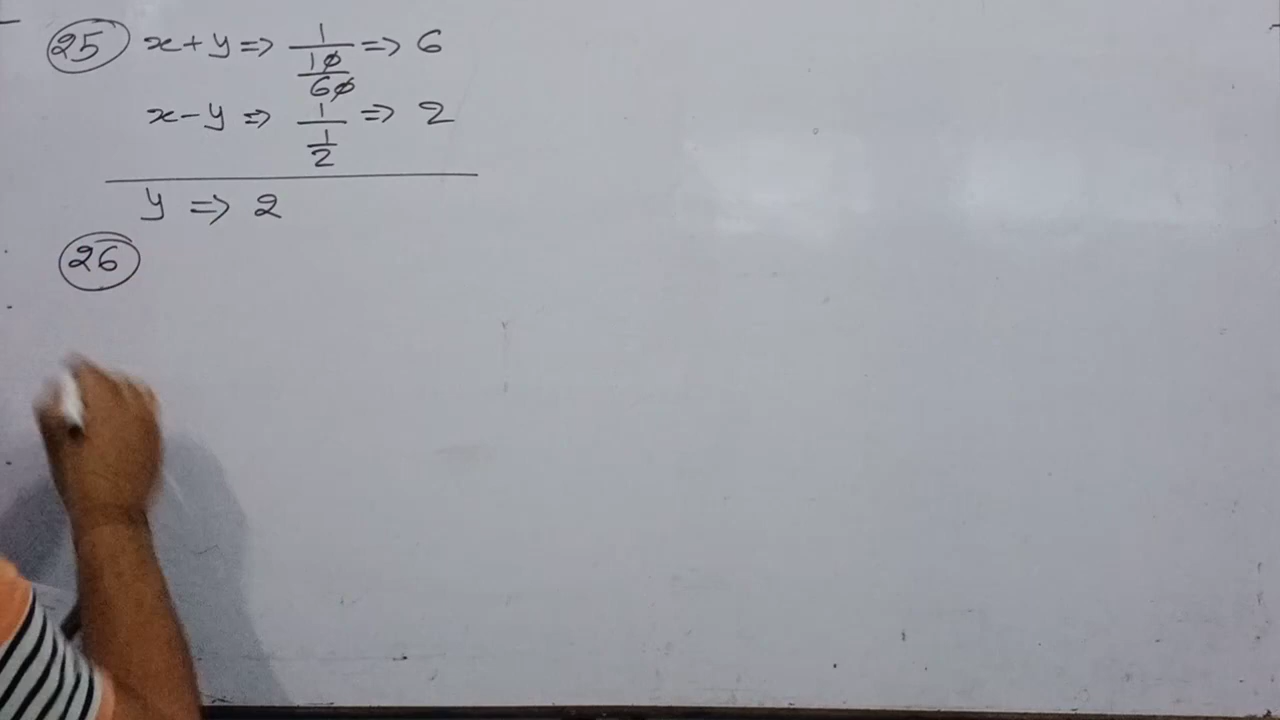 25 x+y => 1/(10/60) => 6
x-y => 1/(1/2) => 2
y => 2
26